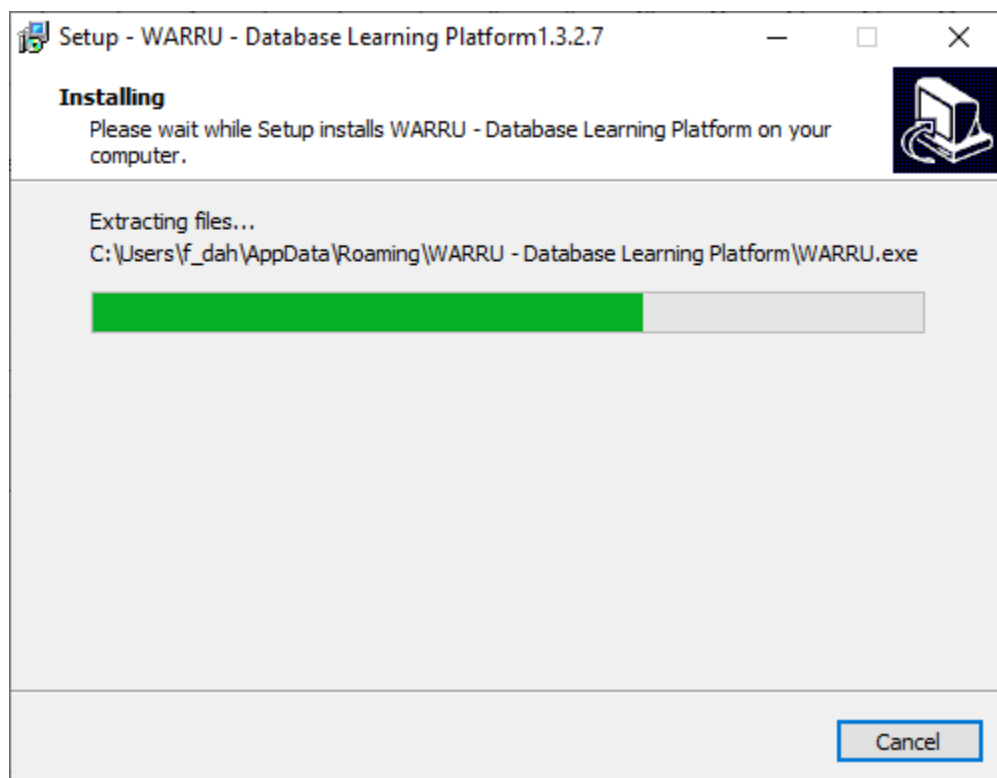 Setup - WARRU - Database Learning Platform1.3.2.7
Installing
Please wait while Setup installs WARRU - Database Learning Platform on your
computer.
Extracting files...
C:\Users\f_dah\AppData\Roaming\WARRU - Database Learning Platform\WARRU.exe
Cancel